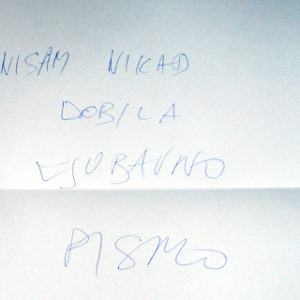 NISAM NIKAD
DOBILA
LJUBAVNO
PISMO